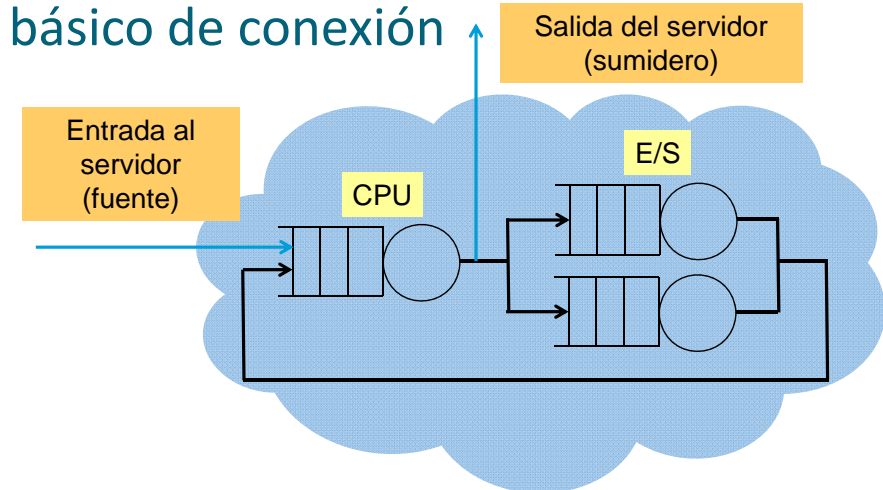 básico de conexión
Salida del servidor
(sumidero)
Entrada al
servidor
(fuente)
E/S
CPU